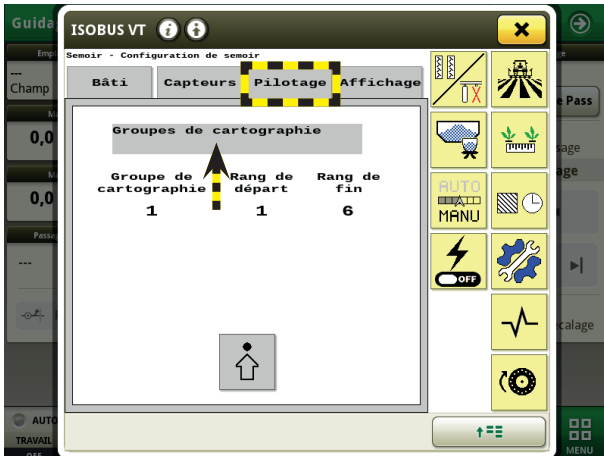 Guida
ISOBUS VT
Semoir - Configuration de semoir
Bâti
Capteurs
Pilotage
Affichage
Groupes de cartographie
Groupe de cartographie
Rang de départ
Rang de fin
1
1
6
AUTO
MANU
OFF
---
Champ
0,0
0,0
Passa
---
e Pass
sage
age
calage
AUTO
TRAVAIL
OFF
MENU